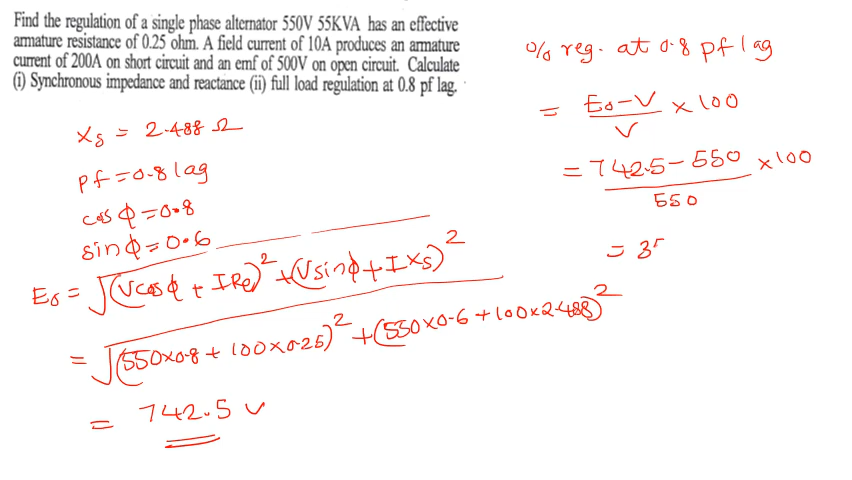 Find the regulation of a single phase alternator 550V 55KVA has an effective
armature resistance of 0.25 ohm. A field current of 10A produces an armature
current of 200A on short circuit and an emf of 500V on open circuit. Calculate
(i) Synchronous impedance and reactance (ii) full load regulation at 0.8 pf lag.
Xs = 2.488 Ω
pf = 0.8 lag
cos ϕ = 0.8
sin ϕ = 0.6
E₀ = √(Vcos ϕ + IRe)² + (Vsin ϕ + IXs)²
= √(550×0.8 + 100×0.25)² + (550×0.6 + 100×2.488)²
= 742.5 V
% reg. at 0.8 pf lag
= E₀ - V / V × 100
= 742.5 - 550 / 550 × 100
= 3